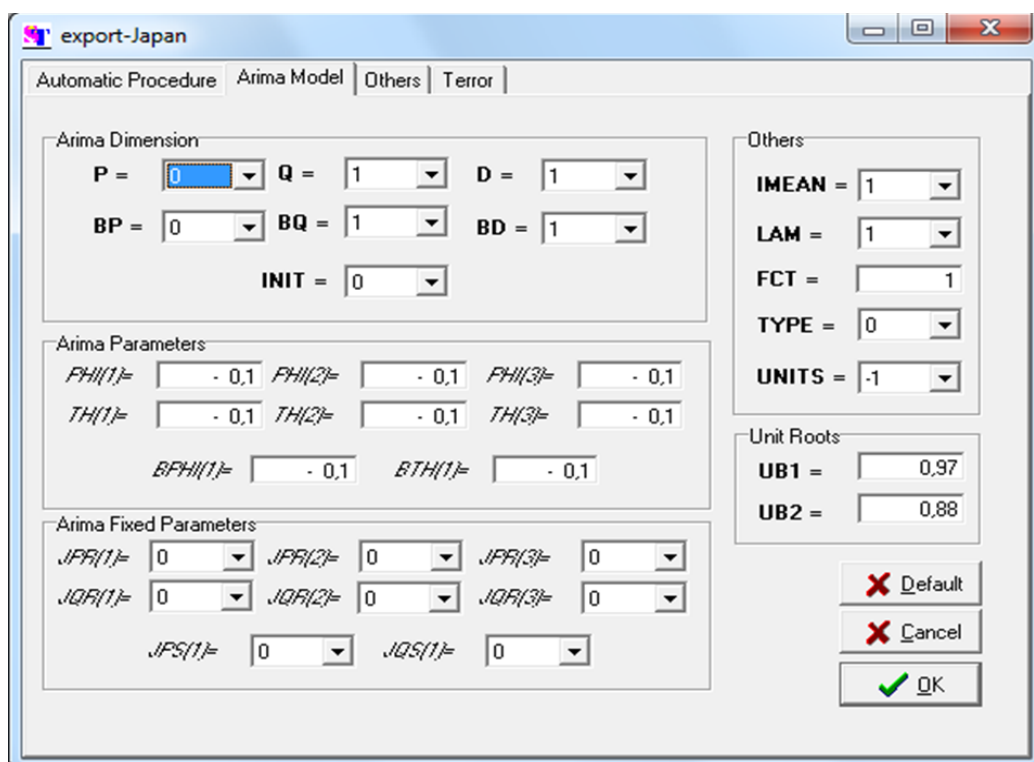 export-Japan
Automatic Procedure Arima Model Others Terror
Arima Dimension
P = 0 Q = 1 D = 1
BP = 0 BQ = 1 BD = 1
INIT = 0
Arima Parameters
PHI(1)= - 0,1 PHI(2)= - 0,1 PHI(3)= - 0,1
TH(1)= - 0,1 TH(2)= - 0,1 TH(3)= - 0,1
BPHI(1)= - 0,1 BTH(1)= - 0,1
Arima Fixed Parameters
JPR(1)= 0 JPR(2)= 0 JPR(3)= 0
JQR(1)= 0 JQR(2)= 0 JQR(3)= 0
JPS(1)= 0 JQS(1)= 0
Others
IMEAN = 1
LAM = 1
FCT = 1
TYPE = 0
UNITS = -1
Unit Roots
UB1 = 0,97
UB2 = 0,88
Default
Cancel
OK